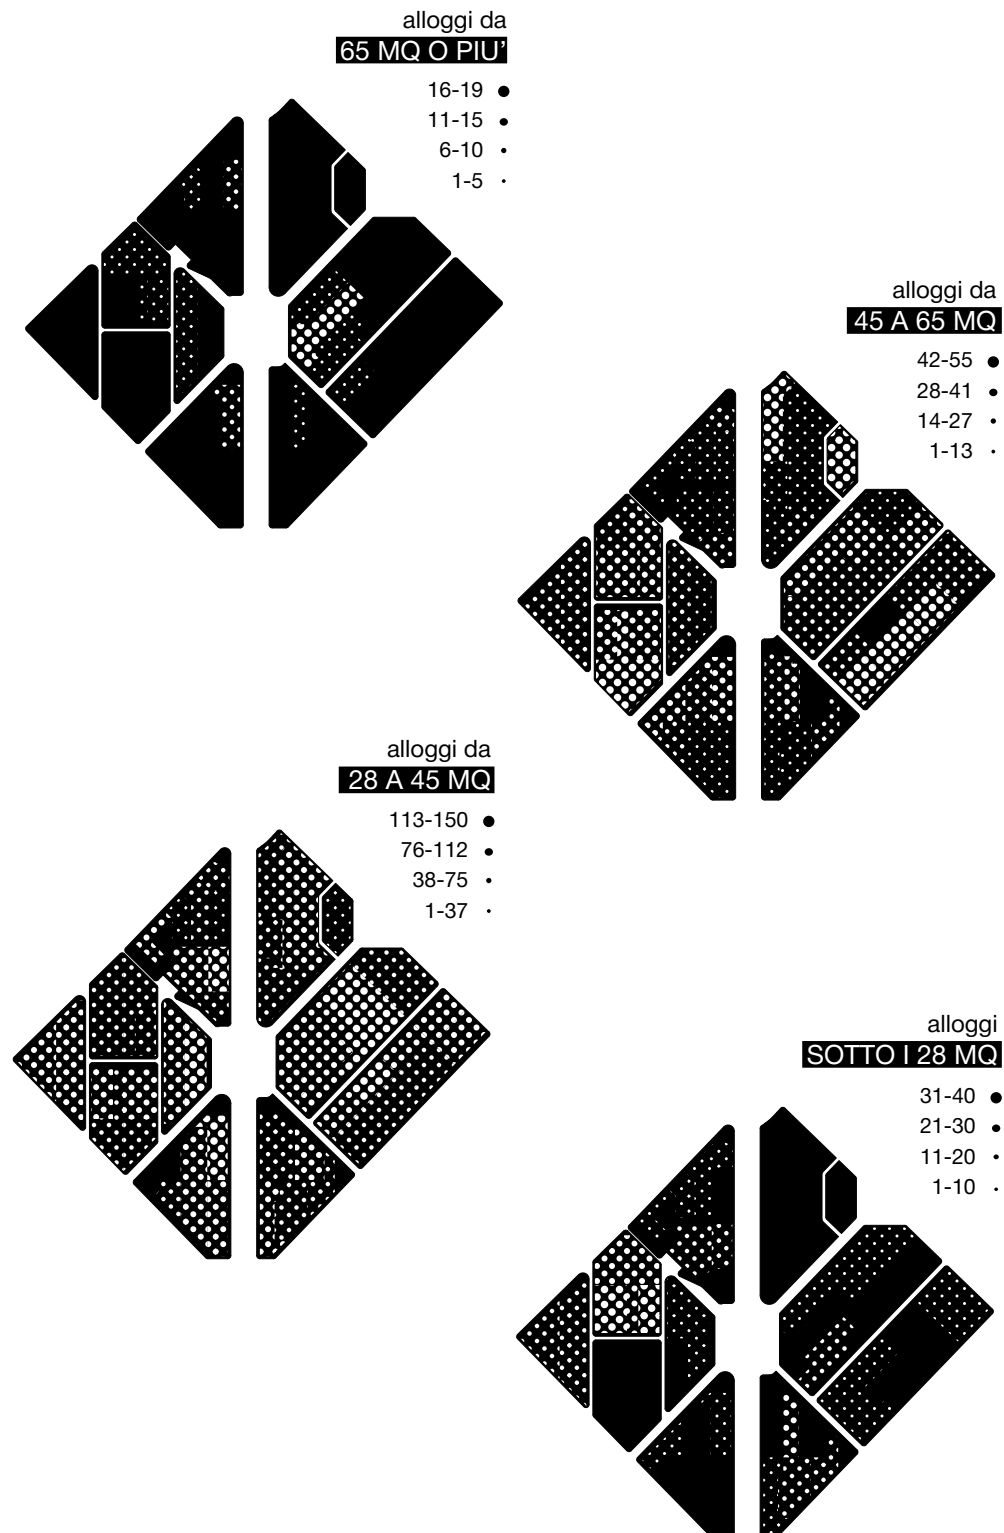 alloggi da
65 MQ O PIU'
16-19
11-15
6-10
1-5
alloggi da
45 A 65 MQ
42-55
28-41
14-27
1-13
alloggi da
28 A 45 MQ
113-150
76-112
38-75
1-37
alloggi
SOTTO I 28 MQ
31-40
21-30
11-20
1-10